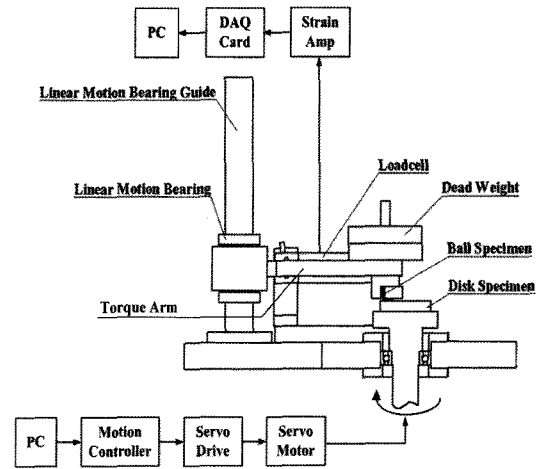 PC
DAQ
Card
Strain
Amp
Linear Motion Bearing Guide
Loadcell
Linear Motion Bearing
Dead Weight
Ball Specimen
Disk Specimen
Torque Arm
PC
Motion
Controller
Servo
Drive
Servo
Motor